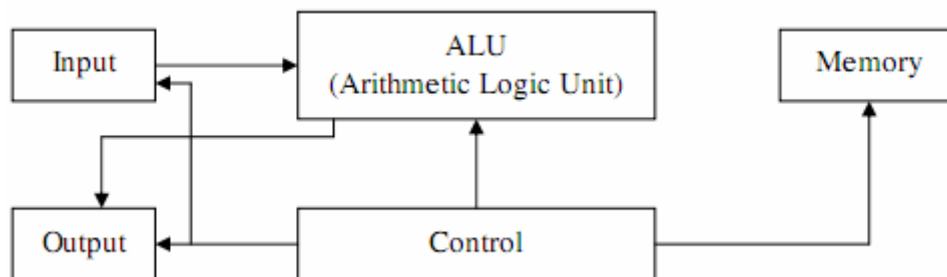 Input
ALU
(Arithmetic Logic Unit)
Memory
Output
Control